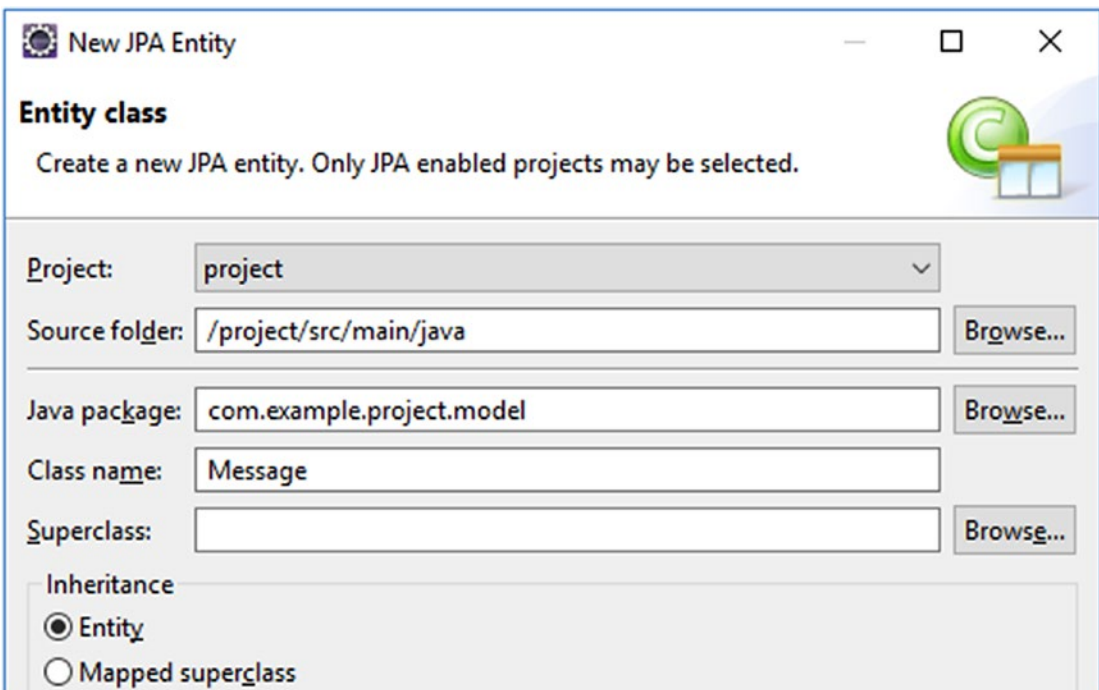 New JPA Entity
Entity class
Create a new JPA entity. Only JPA enabled projects may be selected.
Project: project
Source folder: /project/src/main/java Browse...
Java package: com.example.project.model Browse...
Class name: Message
Superclass: Browse...
Inheritance
Entity
Mapped superclass